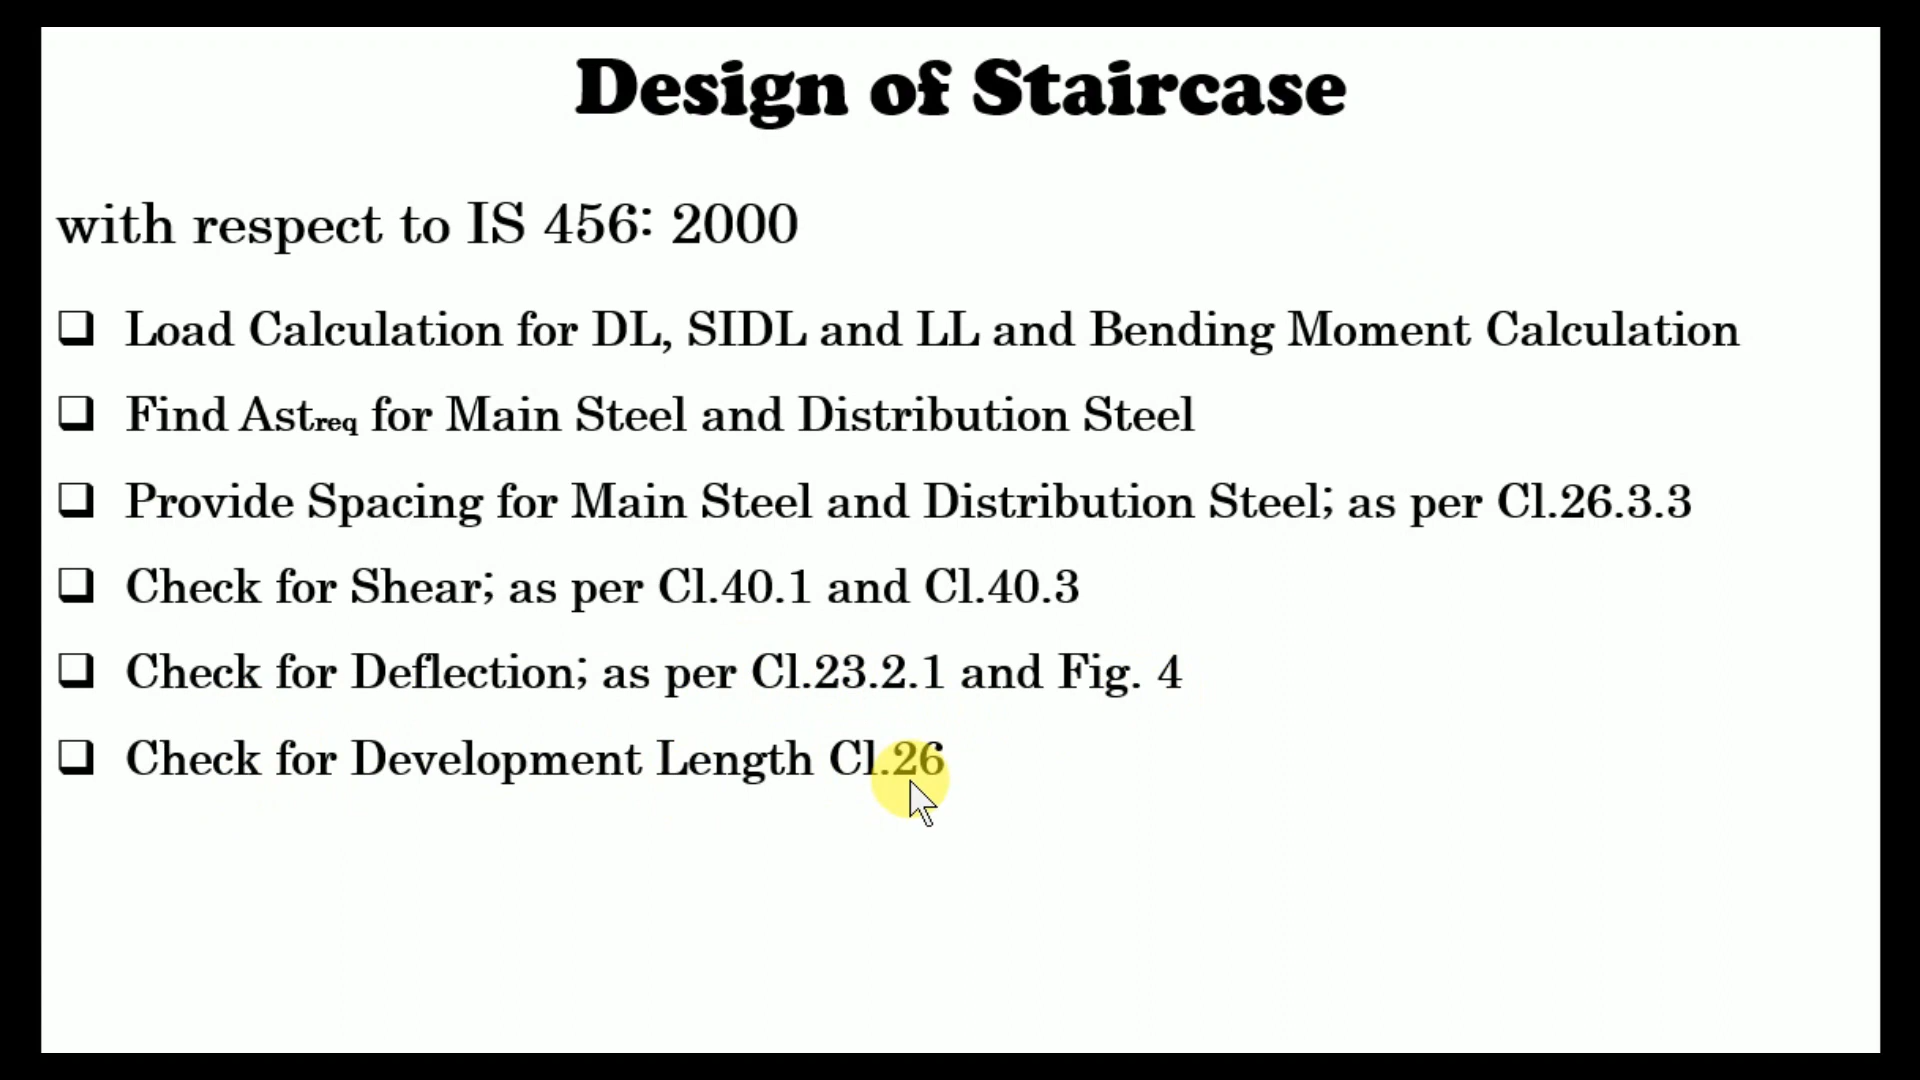 Design of Staircase
with respect to IS 456: 2000
❑ Load Calculation for DL, SIDL and LL and Bending Moment Calculation
❑ Find Astreq for Main Steel and Distribution Steel
❑ Provide Spacing for Main Steel and Distribution Steel; as per Cl.26.3.3
❑ Check for Shear; as per Cl.40.1 and Cl.40.3
❑ Check for Deflection; as per Cl.23.2.1 and Fig. 4
❑ Check for Development Length Cl.26